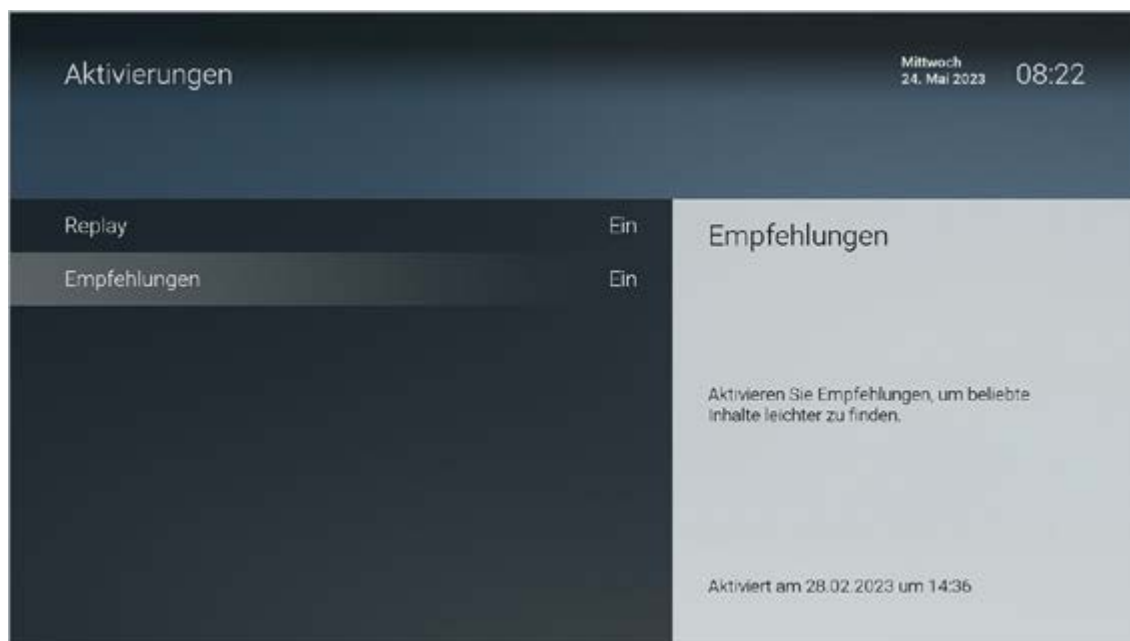 Aktivierungen
Mittwoch
24. Mai 2023
08:22
Replay
Ein
Empfehlungen
Ein
Empfehlungen
Aktivieren Sie Empfehlungen, um beliebte
Inhalte leichter zu finden.
Aktiviert am 28.02.2023 um 14:36